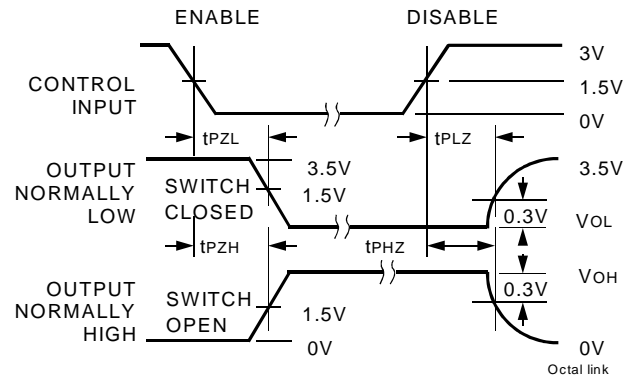 ENABLE DISABLE
3V
CONTROL INPUT 1.5V
0V
tPZL tPLZ
OUTPUT NORMALLY LOW
3.5V 3.5V
SWITCH CLOSED
1.5V
0.3V VOL
tPZH tPHZ
VOH
0.3V
OUTPUT NORMALLY HIGH
SWITCH OPEN
1.5V
0V 0V
Octal link